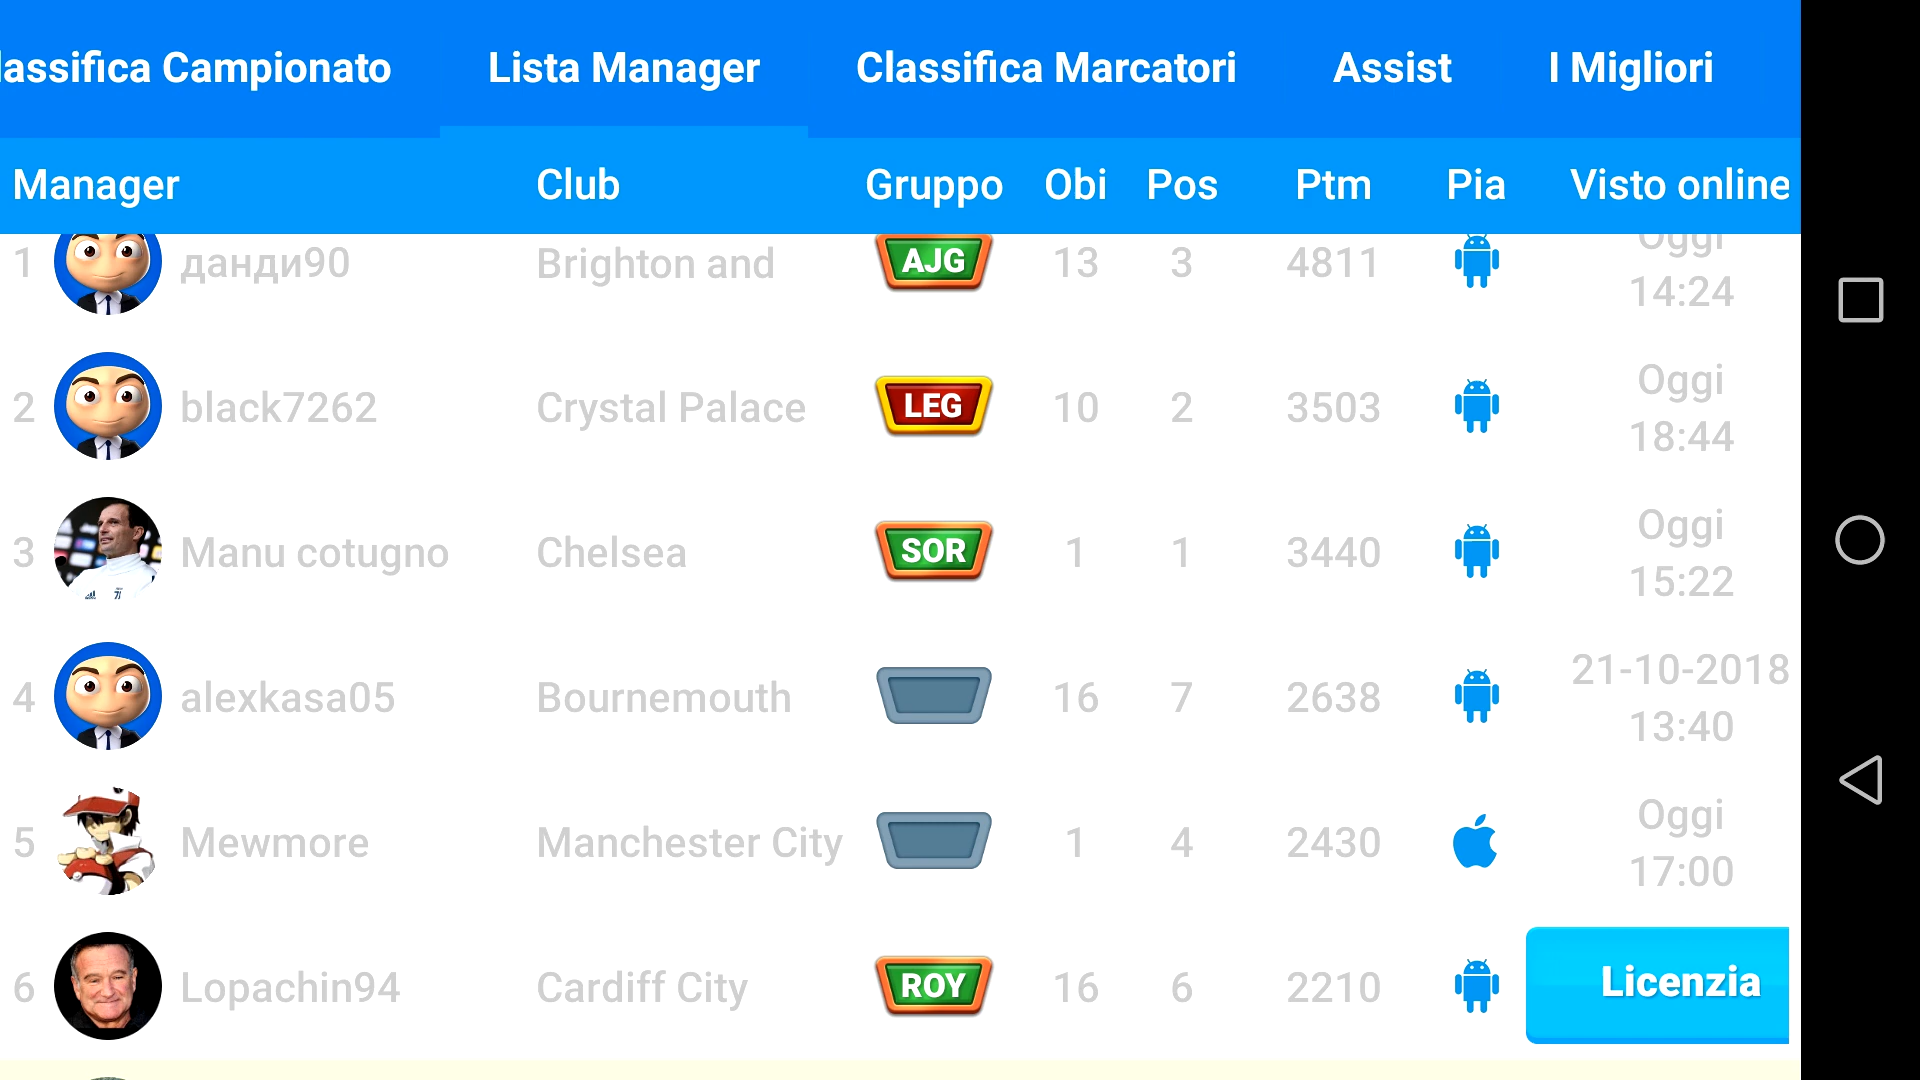 lassifica Campionato Lista Manager Classifica Marcatori Assist I Migliori
Manager Club Gruppo Obi Pos Ptm Pia Visto online
1 данди90 Brighton and AJG 13 3 4811 Oggi 14:24
2 black7262 Crystal Palace LEG 10 2 3503 Oggi 18:44
3 Manu cotugno Chelsea SOR 1 1 3440 Oggi 15:22
4 alexkasa05 Bournemouth 16 7 2638 21-10-2018 13:40
5 Mewmore Manchester City 1 4 2430 Oggi 17:00
6 Lopachin94 Cardiff City ROY 16 6 2210 Licenzia